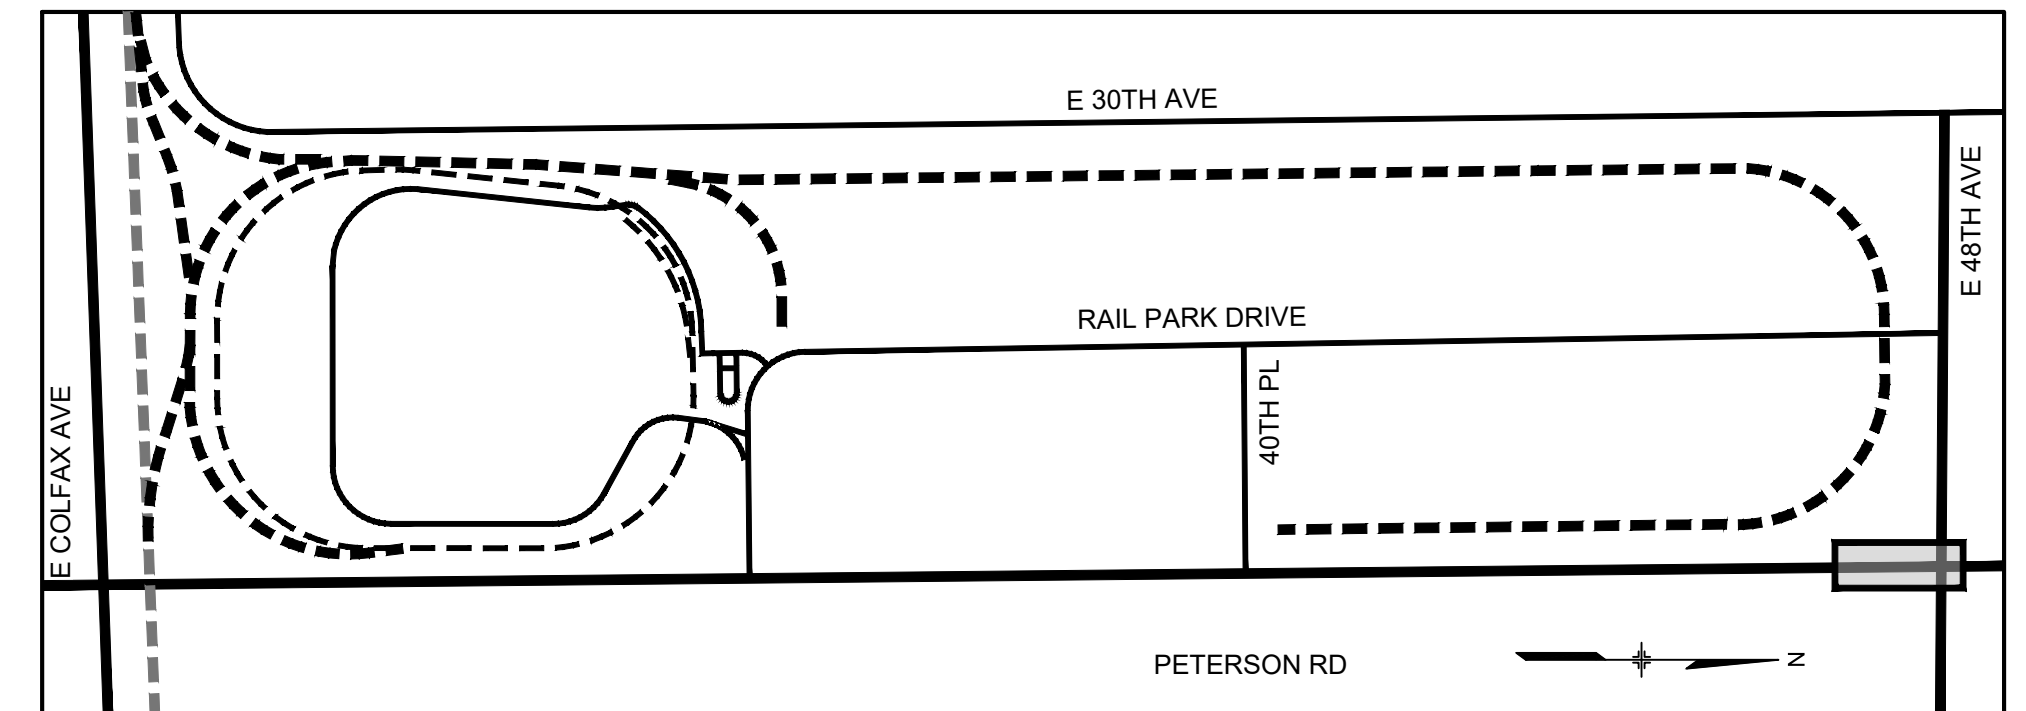 E 30TH AVE
E 48TH AVE
RAIL PARK DRIVE
40TH PL
E COLFAX AVE
PETERSON RD
N